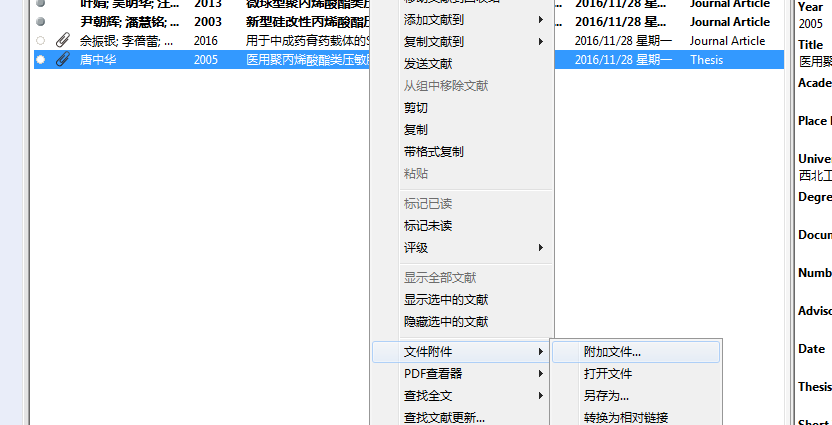 叶婧; 吴明华; 汪... 2013 微球型聚丙烯酸酯类压 2016/11/28 星... Journal Article
尹朝辉; 潘慧铭; ... 2003 新型硅改性丙烯酸酯压 2016/11/28 星... Journal Article
佘振银; 李蓓蕾; ... 2016 用于中成药膏药载体的S 2016/11/28 星期一 Journal Article
唐中华 2005 医用聚丙烯酸酯类压敏胶 2016/11/28 星期一 Thesis
添加文献到
复制文献到
发送文献
从组中移除文献
剪切
复制
带格式复制
粘贴
标记已读
标记未读
评级
显示全部文献
显示选中的文献
隐藏选中的文献
文件附件
PDF查看器
查找全文
查找文献更新...
附加文件...
打开文件
另存为...
转换为相对链接
Year
2005
Title
医用聚
Acade
Place
Univer
西北工
Degre
Docum
Numb
Adviso
Date
Thesis
Short